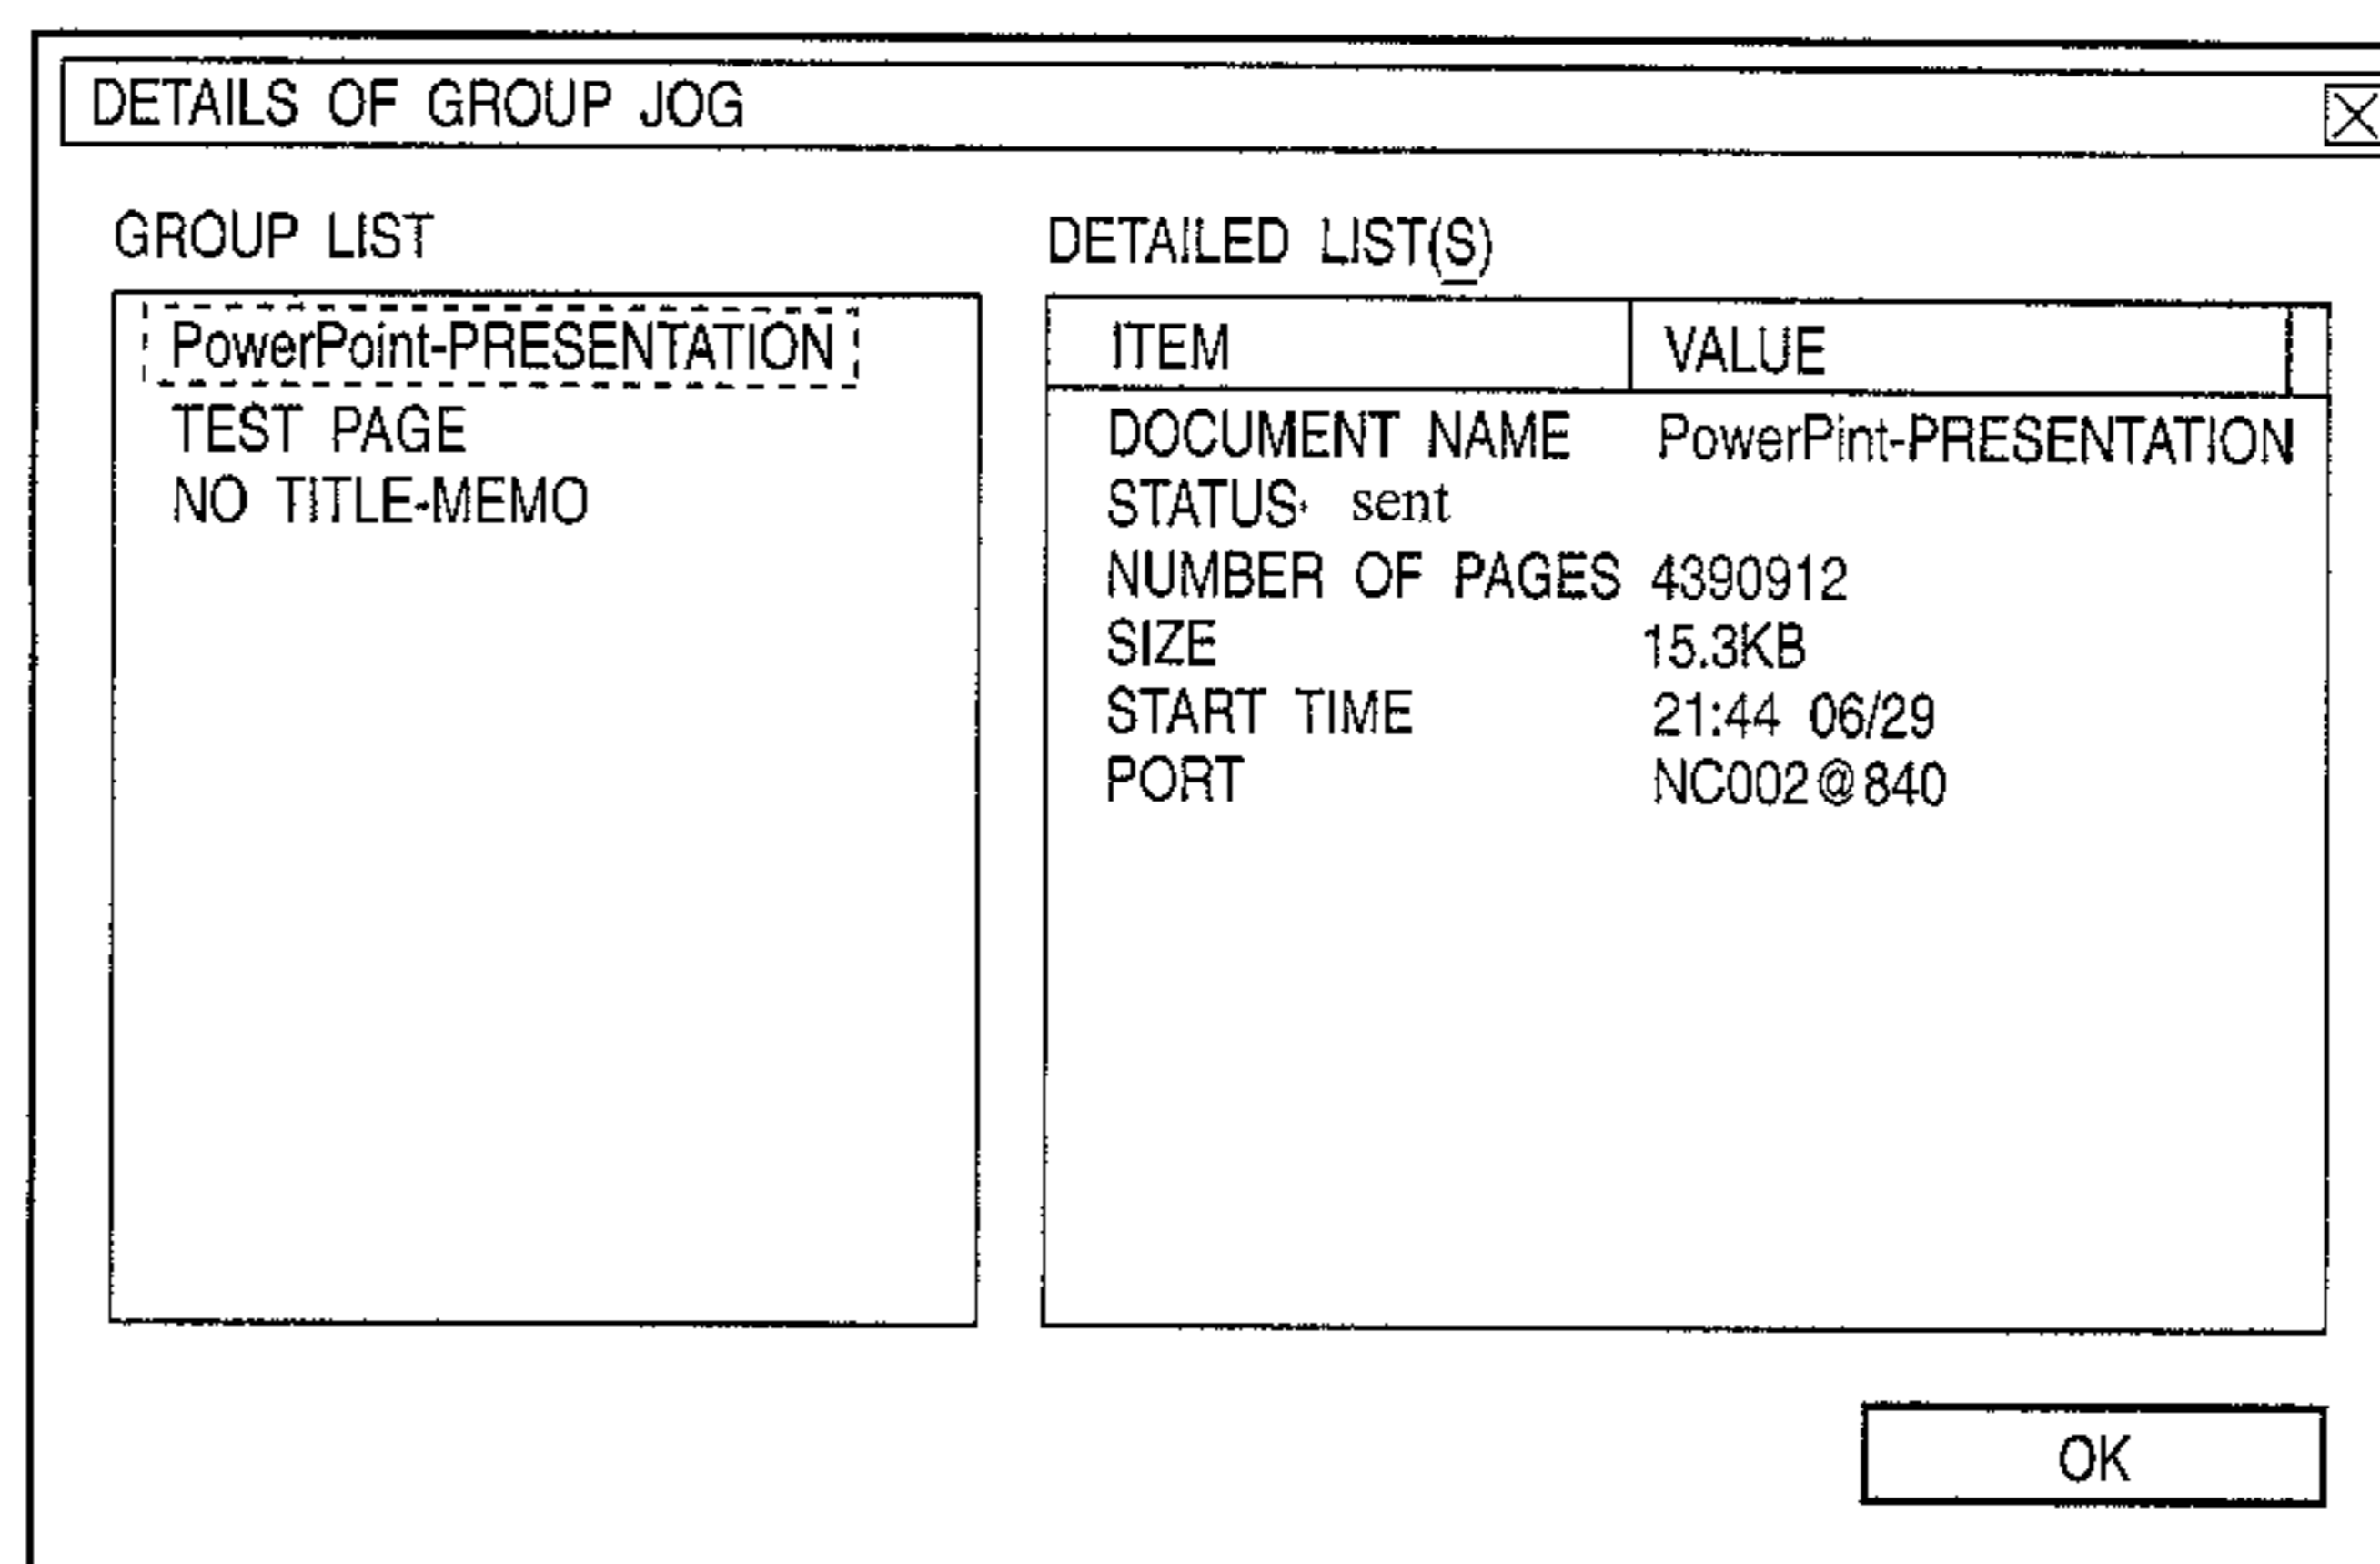 DETAILS OF GROUP JOG
GROUP LIST
PowerPoint-PRESENTATION
TEST PAGE
NO TITLE-MEMO
DETAILED LIST(S)
ITEM VALUE
DOCUMENT NAME PowerPint-PRESENTATION
STATUS sent
NUMBER OF PAGES 4390912
SIZE 15.3KB
START TIME 21:44 06/29
PORT NC002@840
OK